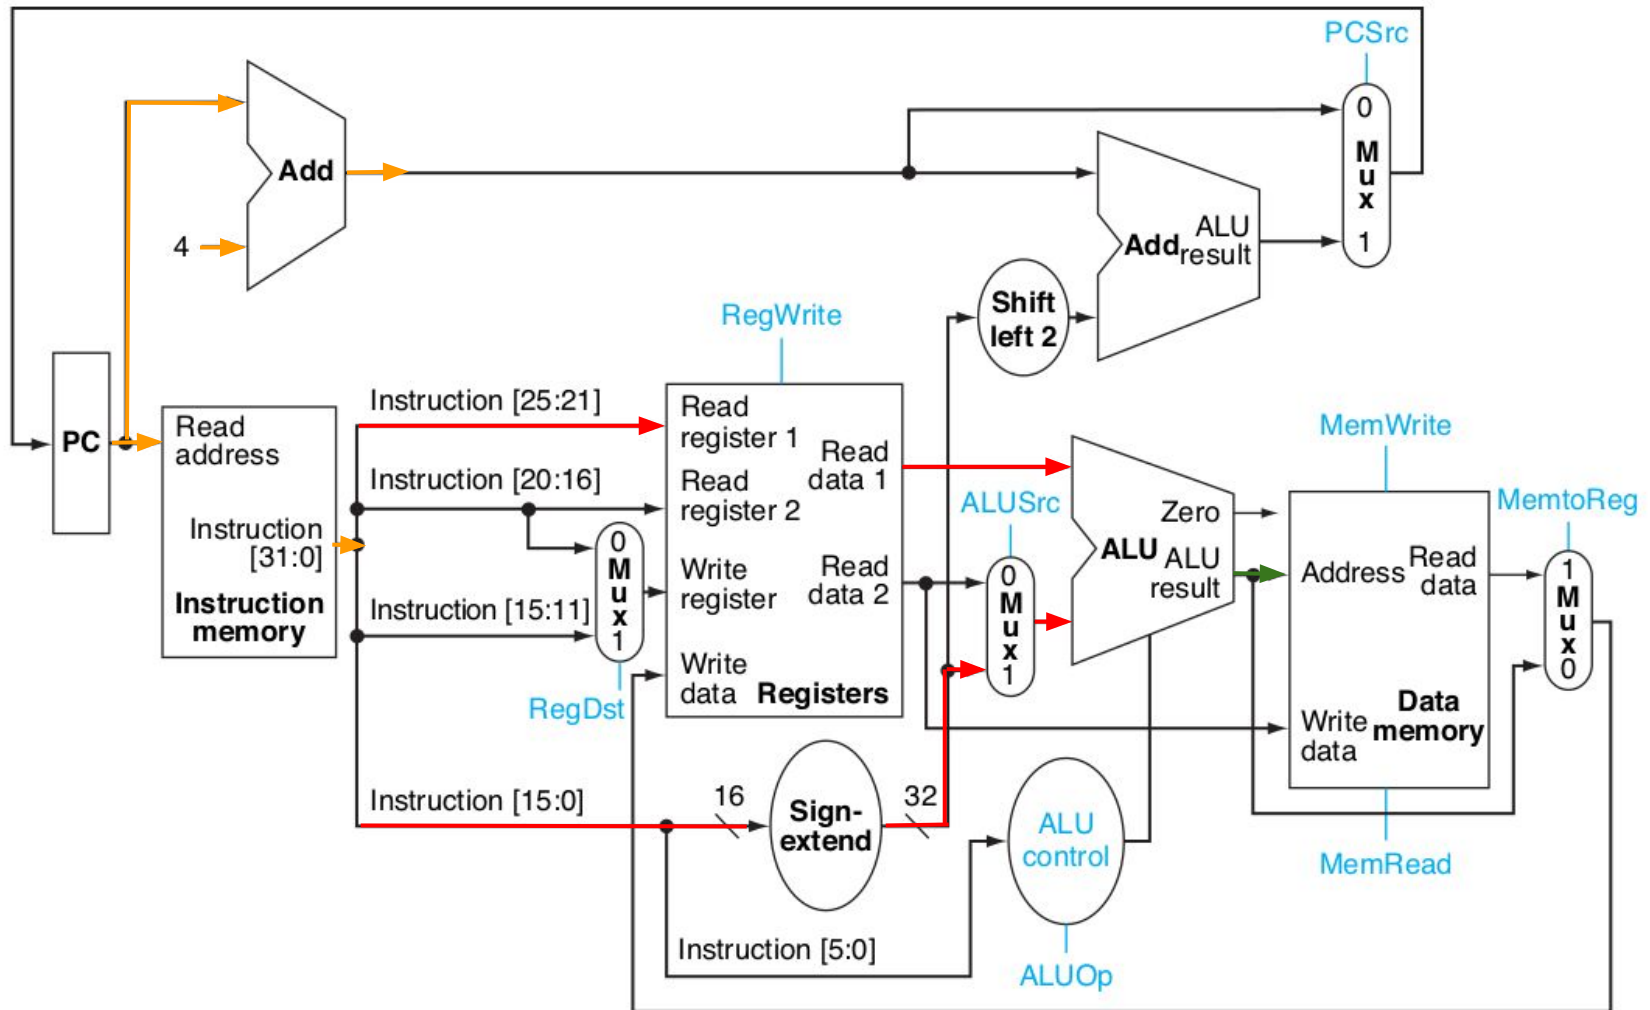 PCSrc
0
M
u
x
1
Add
4
Add
ALU
result
Shift
left 2
RegWrite
PC
Read
address
Instruction
[31:0]
Instruction
memory
Instruction [25:21]
Instruction [20:16]
Instruction [15:11]
0
M
u
x
1
RegDst
Read
register 1
Read
register 2
Write
register
Write
data
Read
data 1
Read
data 2
Registers
ALUSrc
0
M
u
x
1
Zero
ALU
ALU
result
MemWrite
Address
Read
data
Write
data
Data
memory
MemRead
MemtoReg
1
M
u
x
0
Instruction [15:0]
16
Sign-
extend
32
ALU
control
Instruction [5:0]
ALUOp